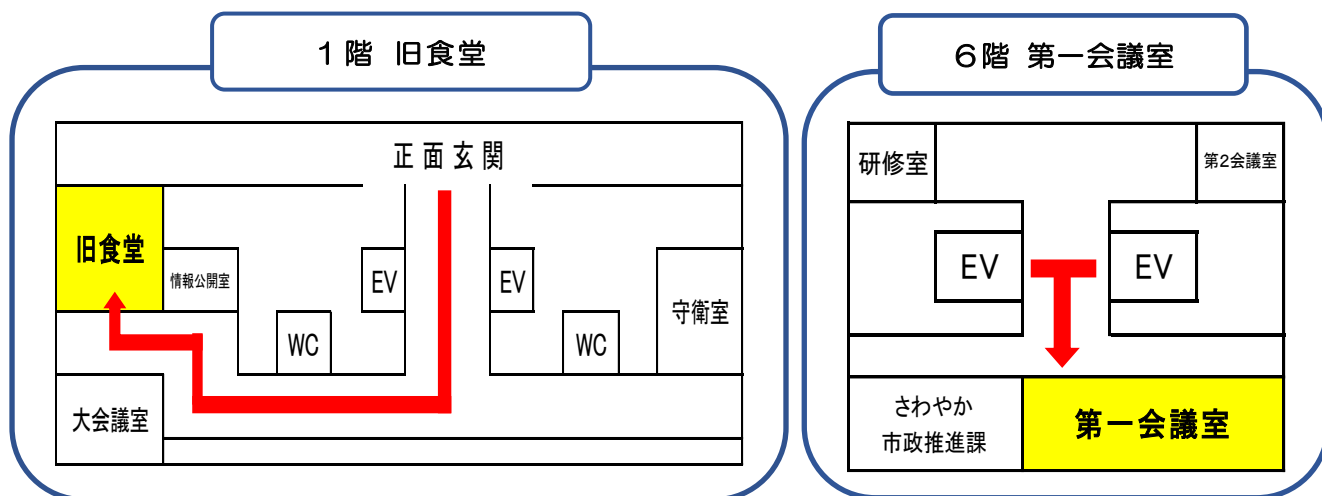 1階 旧食堂
正面玄関
旧食堂
情報公開室
EV
EV
守衛室
WC
WC
大会議室
6階 第一会議室
研修室
第2会議室
EV
EV
さわやか
市政推進課
第一会議室